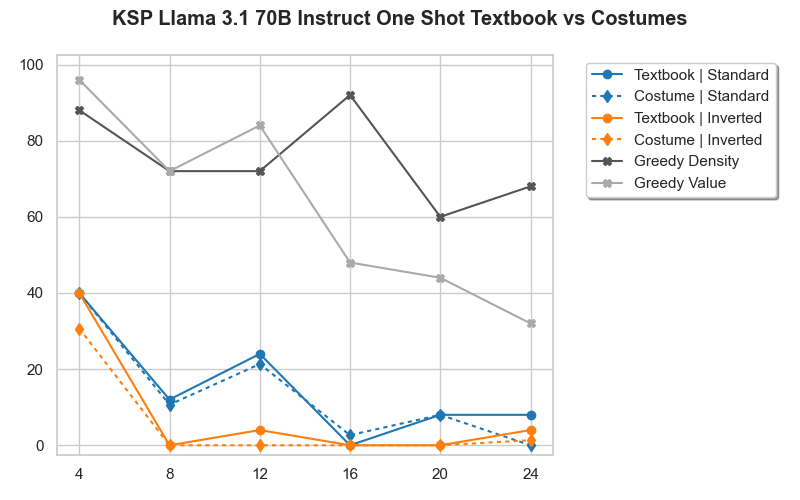 KSP Llama 3.1 70B Instruct One Shot Textbook vs Costumes
100
80
60
40
20
0
4 8 12 16 20 24
Textbook | Standard
Costume | Standard
Textbook | Inverted
Costume | Inverted
Greedy Density
Greedy Value